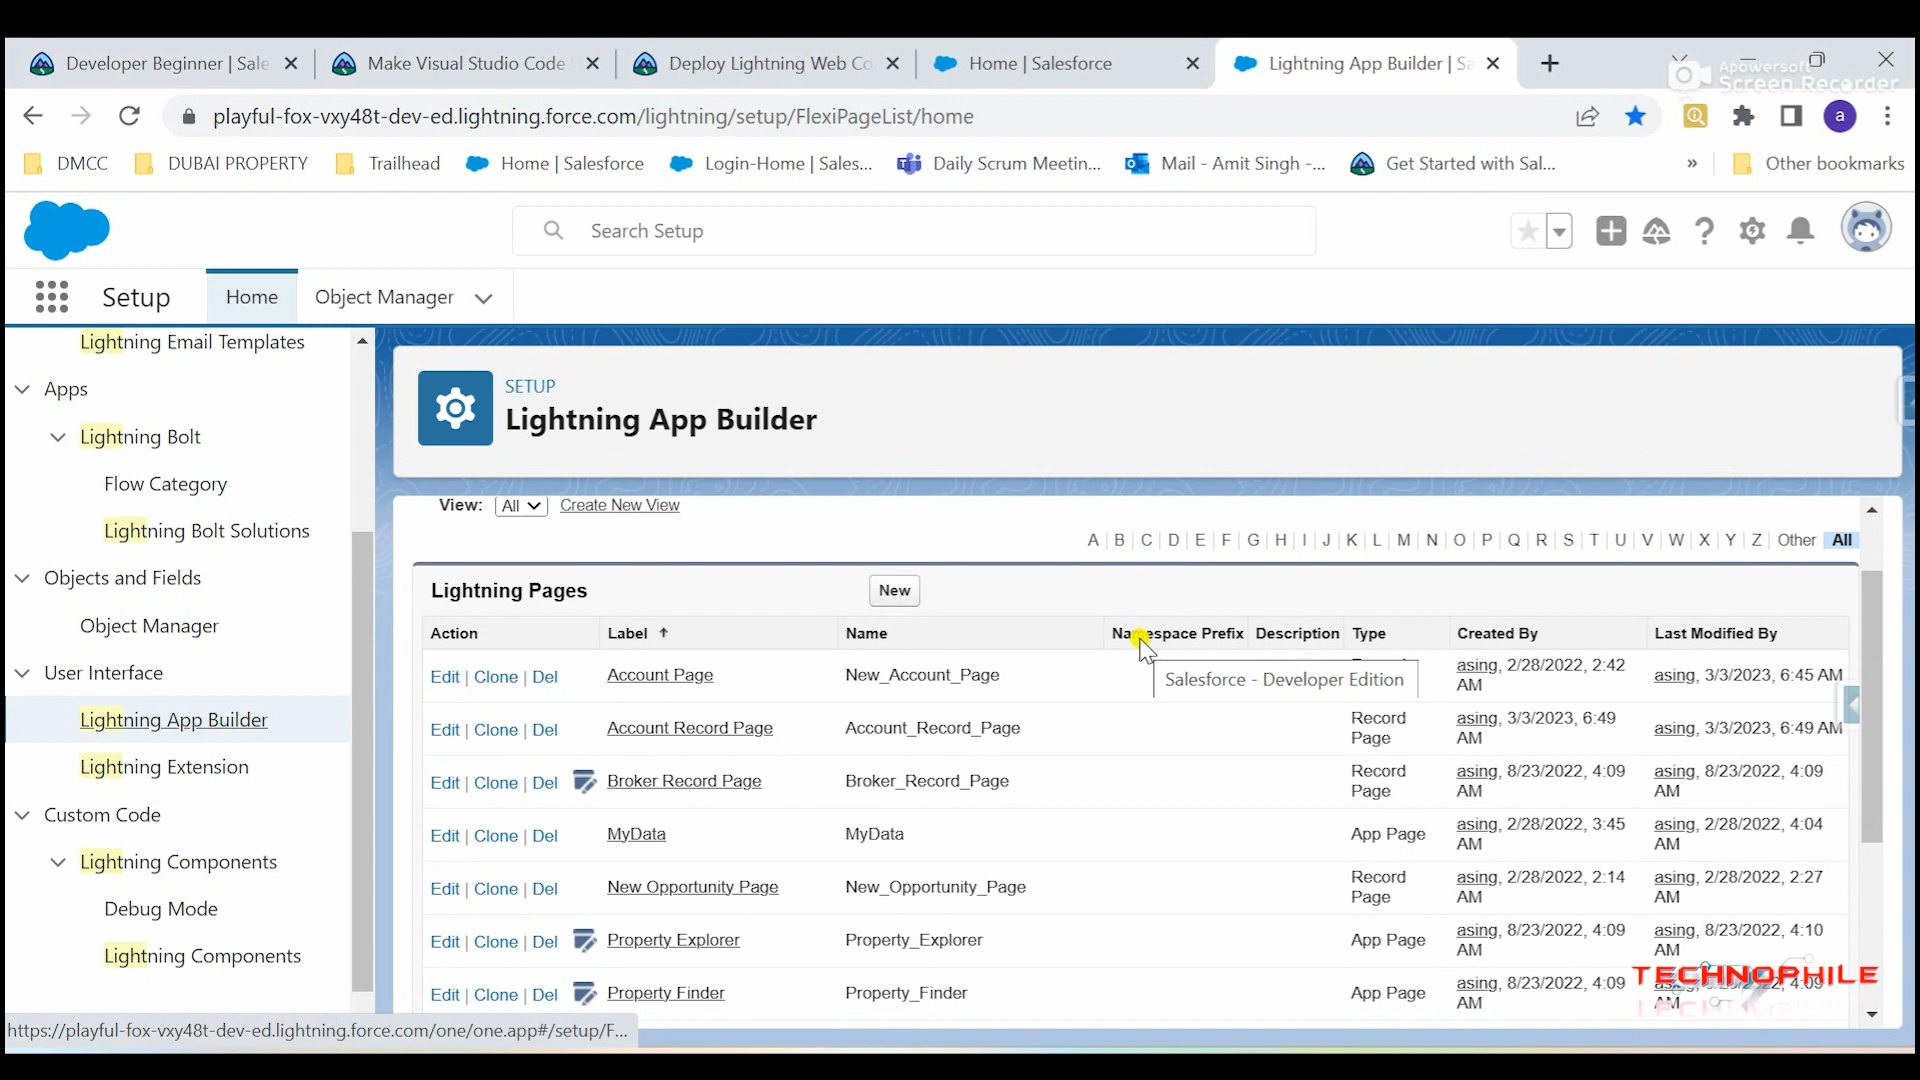 Developer Beginner | Sale
Make Visual Studio Code
Deploy Lightning Web Co
Home | Salesforce
Lightning App Builder | Sa
Apowersoft
Screen Recorder
playful-fox-vxy48t-dev-ed.lightning.force.com/lightning/setup/FlexiPageList/home
a
DMCC
DUBAI PROPERTY
Trailhead
Home | Salesforce
Login-Home | Sales...
Daily Scrum Meetin...
Mail - Amit Singh -...
Get Started with Sal...
»
Other bookmarks
Search Setup
Setup
Home
Object Manager
Lightning Email Templates
Apps
Lightning Bolt
Flow Category
Lightning Bolt Solutions
Objects and Fields
Object Manager
User Interface
Lightning App Builder
Lightning Extension
Custom Code
Lightning Components
Debug Mode
Lightning Components
SETUP
Lightning App Builder
View: All Create New View
A | B | C | D | E | F | G | H | I | J | K | L | M | N | O | P | Q | R | S | T | U | V | W | X | Y | Z | Other All
Lightning Pages New
Action Label Name Namespace Prefix Description Type Created By Last Modified By
Edit | Clone | Del Account Page New_Account_Page asing, 2/28/2022, 2:42 AM asing, 3/3/2023, 6:45 AM
Salesforce - Developer Edition
Edit | Clone | Del Account Record Page Account_Record_Page Record Page asing, 3/3/2023, 6:49 AM asing, 3/3/2023, 6:49 AM
Edit | Clone | Del Broker Record Page Broker_Record_Page Record Page asing, 8/23/2022, 4:09 AM asing, 8/23/2022, 4:09 AM
Edit | Clone | Del MyData MyData App Page asing, 2/28/2022, 3:45 AM asing, 2/28/2022, 4:04 AM
Edit | Clone | Del New Opportunity Page New_Opportunity_Page Record Page asing, 2/28/2022, 2:14 AM asing, 2/28/2022, 2:27 AM
Edit | Clone | Del Property Explorer Property_Explorer App Page asing, 8/23/2022, 4:09 AM asing, 8/23/2022, 4:10 AM
Edit | Clone | Del Property Finder Property_Finder App Page asing, 8/23/2022, 4:09 AM
TECHNOPHILE
https://playful-fox-vxy48t-dev-ed.lightning.force.com/one/one.app#/setup/F...